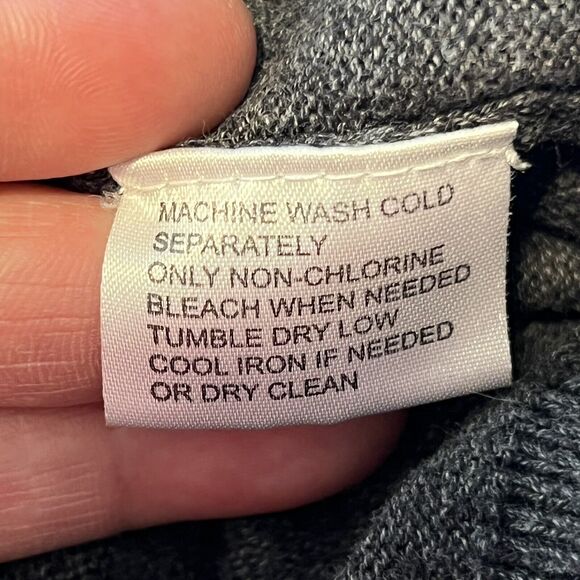 MACHINE WASH COLD
SEPARATELY
ONLY NON-CHLORINE
BLEACH WHEN NEEDED
TUMBLE DRY LOW
COOL IRON IF NEEDED
OR DRY CLEAN